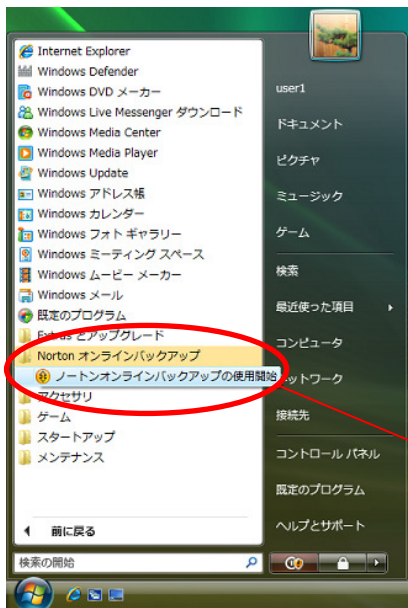 Internet Explorer
Windows Defender
Windows DVD メーカー
Windows Live Messenger ダウンロード
Windows Media Center
Windows Media Player
Windows Update
Windows アドレス帳
Windows カレンダー
Windows フォト ギャラリー
Windows ミーティング スペース
Windows ムービー メーカー
Windows メール
既定のプログラム
Extras とアップグレード
Norton オンラインバックアップ
ノートンオンラインバックアップの使用開始
アクセサリ
ゲーム
スタートアップ
メンテナンス
前に戻る
検索の開始
user1
ドキュメント
ピクチャ
ミュージック
ゲーム
検索
最近使った項目
コンピュータ
ネットワーク
接続先
コントロール パネル
既定のプログラム
ヘルプとサポート